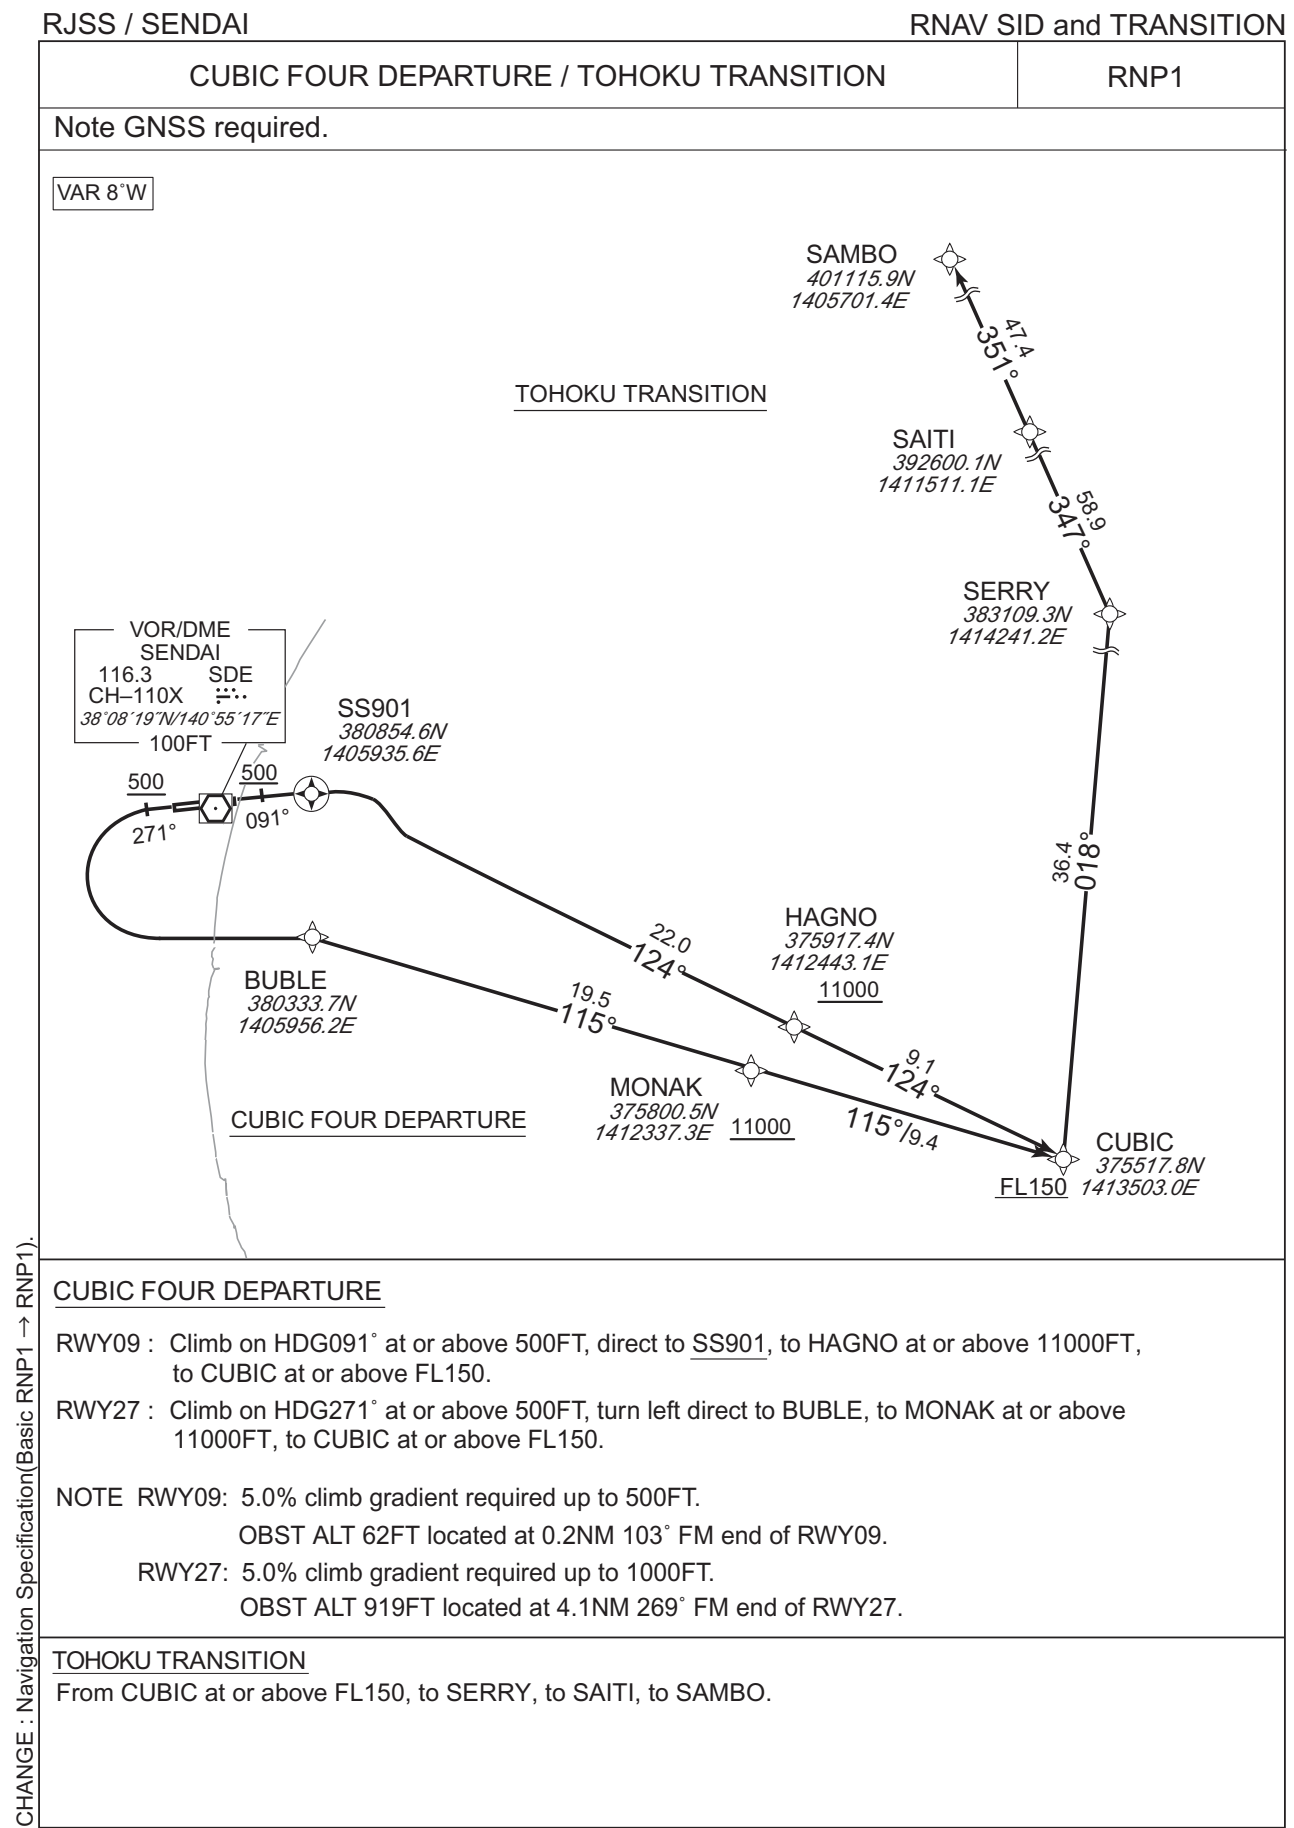 RJSS / SENDAI
RNAV SID and TRANSITION
CUBIC FOUR DEPARTURE / TOHOKU TRANSITION
RNP1
Note GNSS required.
VAR 8˚W
SAMBO
401115.9N
1405701.4E
47.4
351°
TOHOKU TRANSITION
SAITI
392600.1N
1411511.1E
58.9
347°
SERRY
383109.3N
1414241.2E
VOR/DME
SENDAI
116.3 SDE
CH–110X
38˚08´19˝N/140˚55´17˝E
100FT
SS901
380854.6N
1405935.6E
500
500
271°
091°
36.4
018°
HAGNO
375917.4N
1412443.1E
11000
22.0
124°
BUBLE
380333.7N
1405956.2E
19.5
115°
9.1
124°
MONAK
375800.5N
1412337.3E
11000
115°/9.4
CUBIC FOUR DEPARTURE
CUBIC
375517.8N
1413503.0E
FL150
CUBIC FOUR DEPARTURE
RWY09 : Climb on HDG091˚ at or above 500FT, direct to SS901, to HAGNO at or above 11000FT,
to CUBIC at or above FL150.
RWY27 : Climb on HDG271˚ at or above 500FT, turn left direct to BUBLE, to MONAK at or above
11000FT, to CUBIC at or above FL150.
NOTE RWY09: 5.0% climb gradient required up to 500FT.
OBST ALT 62FT located at 0.2NM 103˚ FM end of RWY09.
RWY27: 5.0% climb gradient required up to 1000FT.
OBST ALT 919FT located at 4.1NM 269˚ FM end of RWY27.
TOHOKU TRANSITION
From CUBIC at or above FL150, to SERRY, to SAITI, to SAMBO.
CHANGE : Navigation Specification(Basic RNP1 → RNP1).